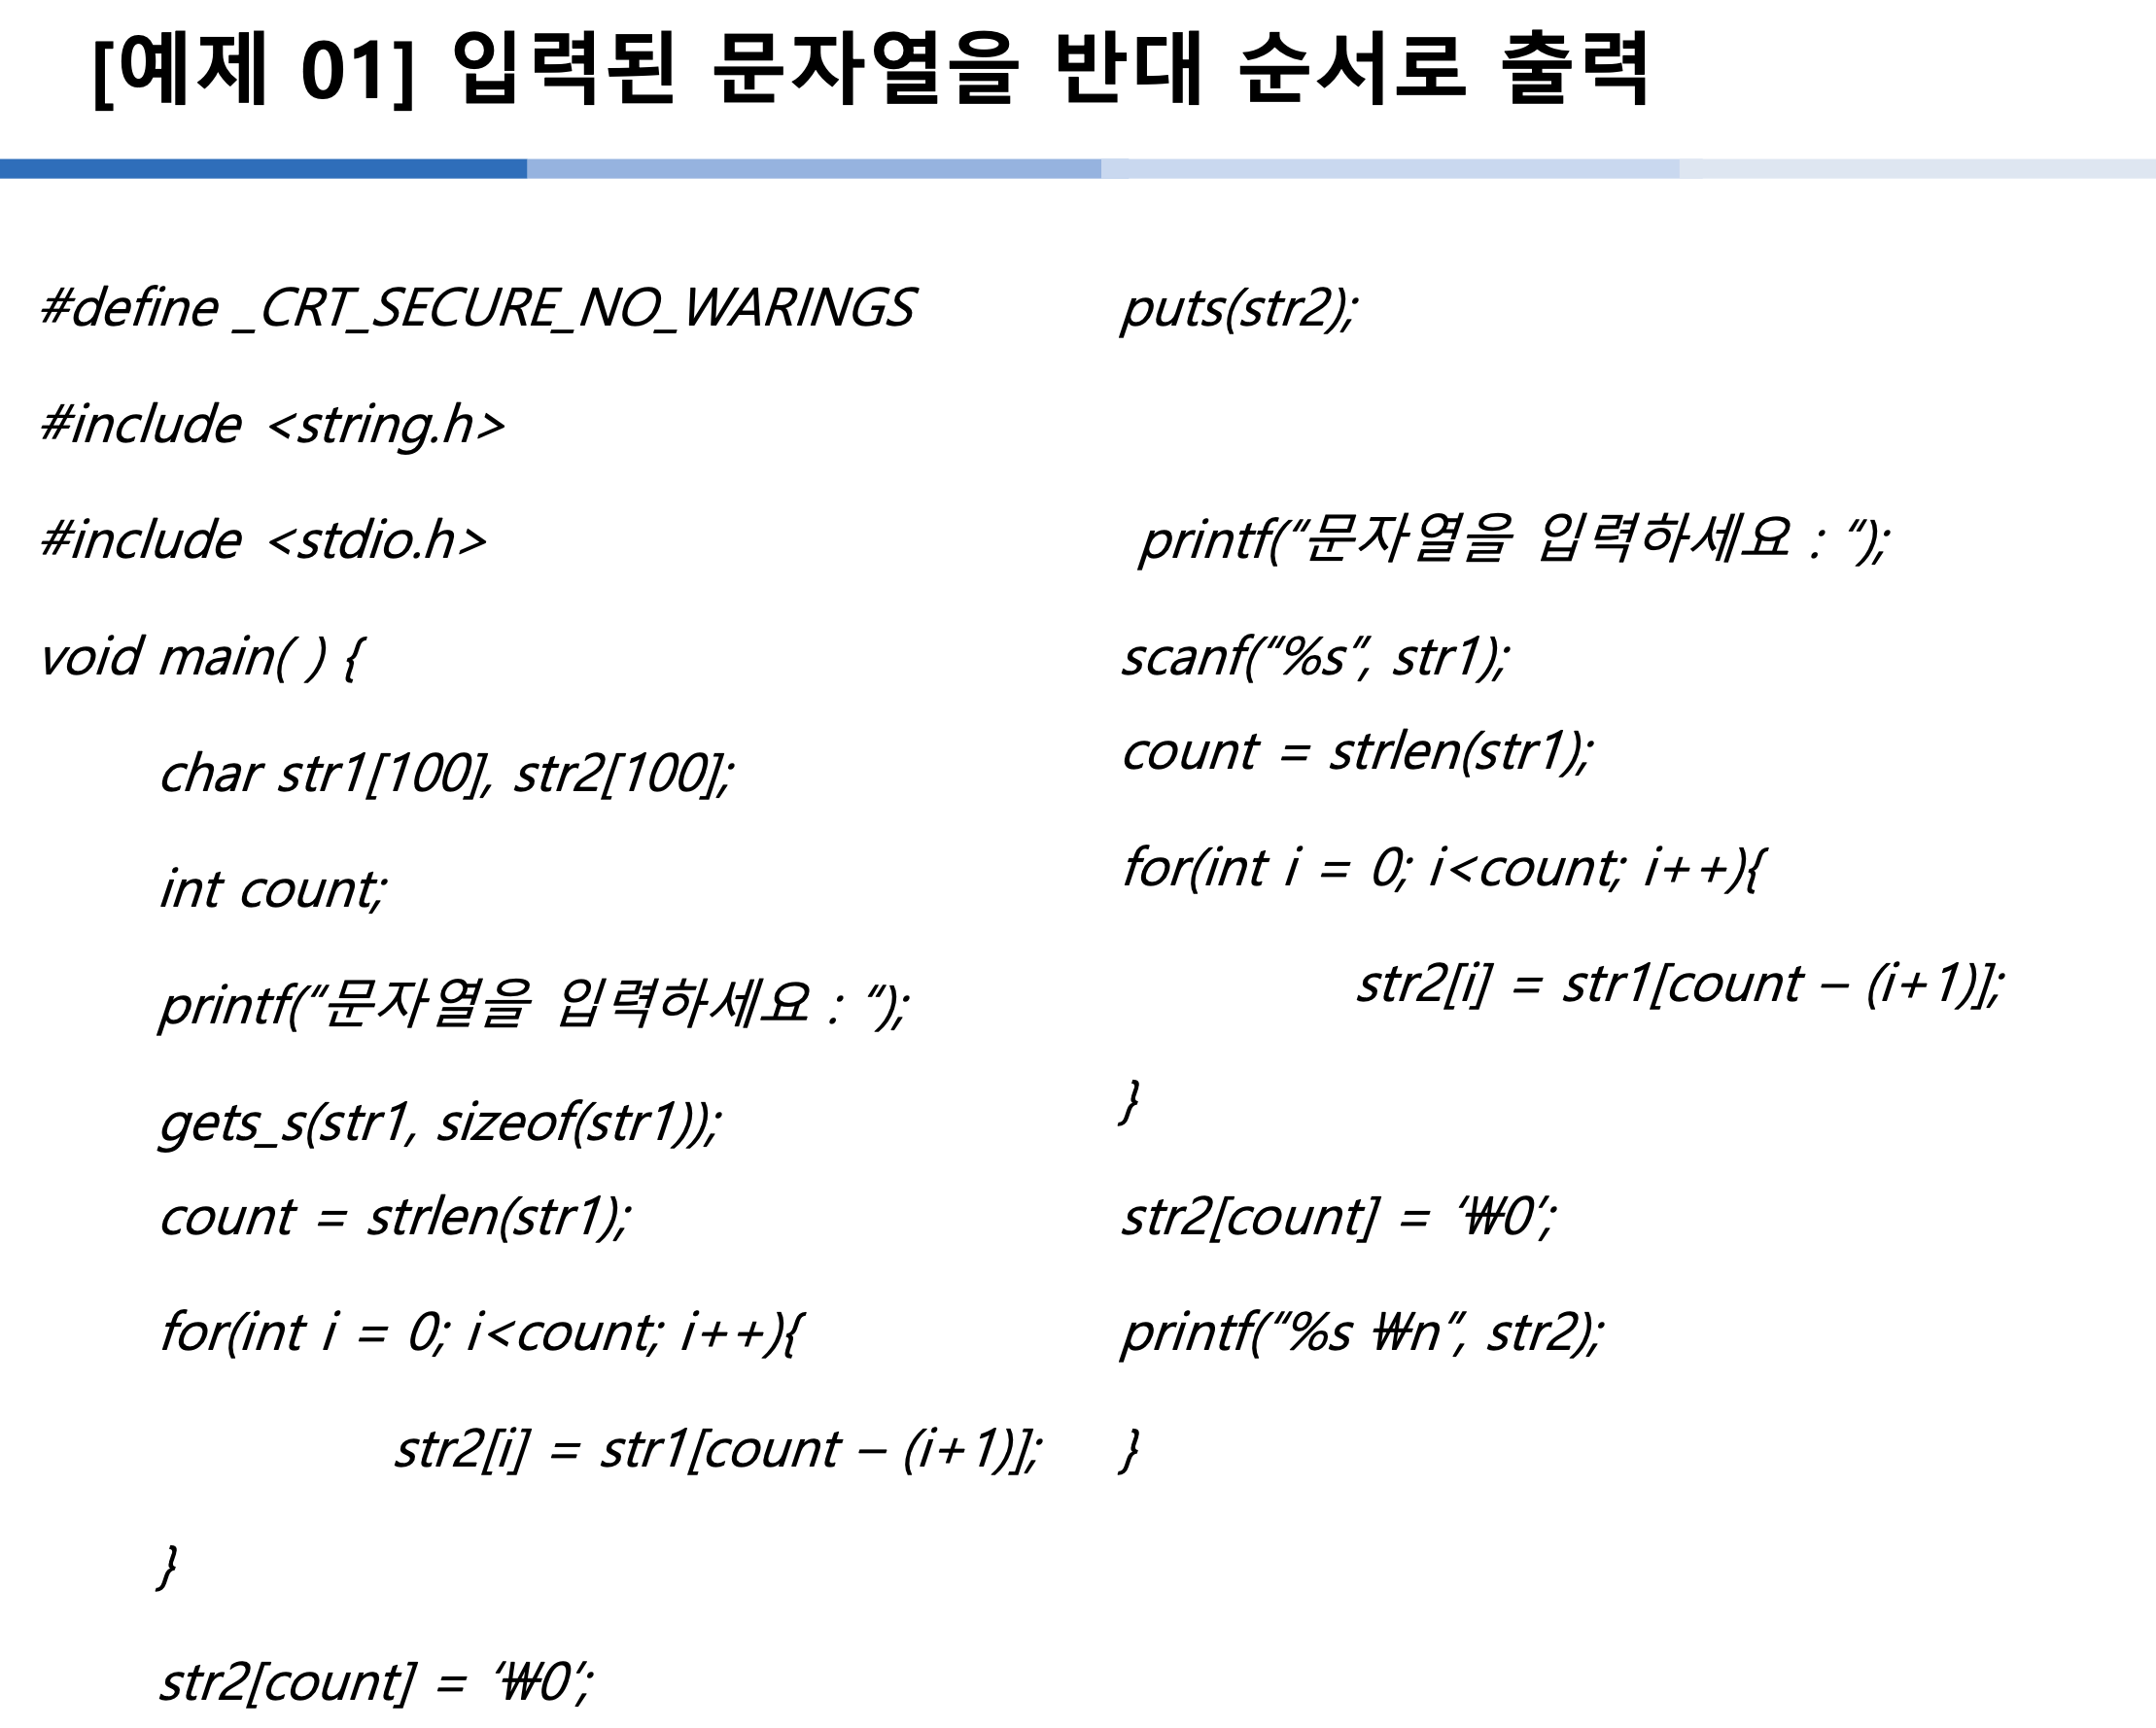 [예제 01] 입력된 문자열을 반대 순서로 출력
#define _CRT_SECURE_NO_WARINGS
#include <string.h>
#include <stdio.h>
void main( ) {
char str1[100], str2[100];
int count;
printf(“문자열을 입력하세요 : “);
gets_s(str1, sizeof(str1));
count = strlen(str1);
for(int i = 0; i<count; i++){
str2[i] = str1[count – (i+1)];
}
str2[count] = ‘₩0’;
puts(str2);
printf(“문자열을 입력하세요 : “);
scanf(“%s”, str1);
count = strlen(str1);
for(int i = 0; i<count; i++){
str2[i] = str1[count – (i+1)];
}
str2[count] = ‘₩0’;
printf(“%s ₩n”, str2);
}